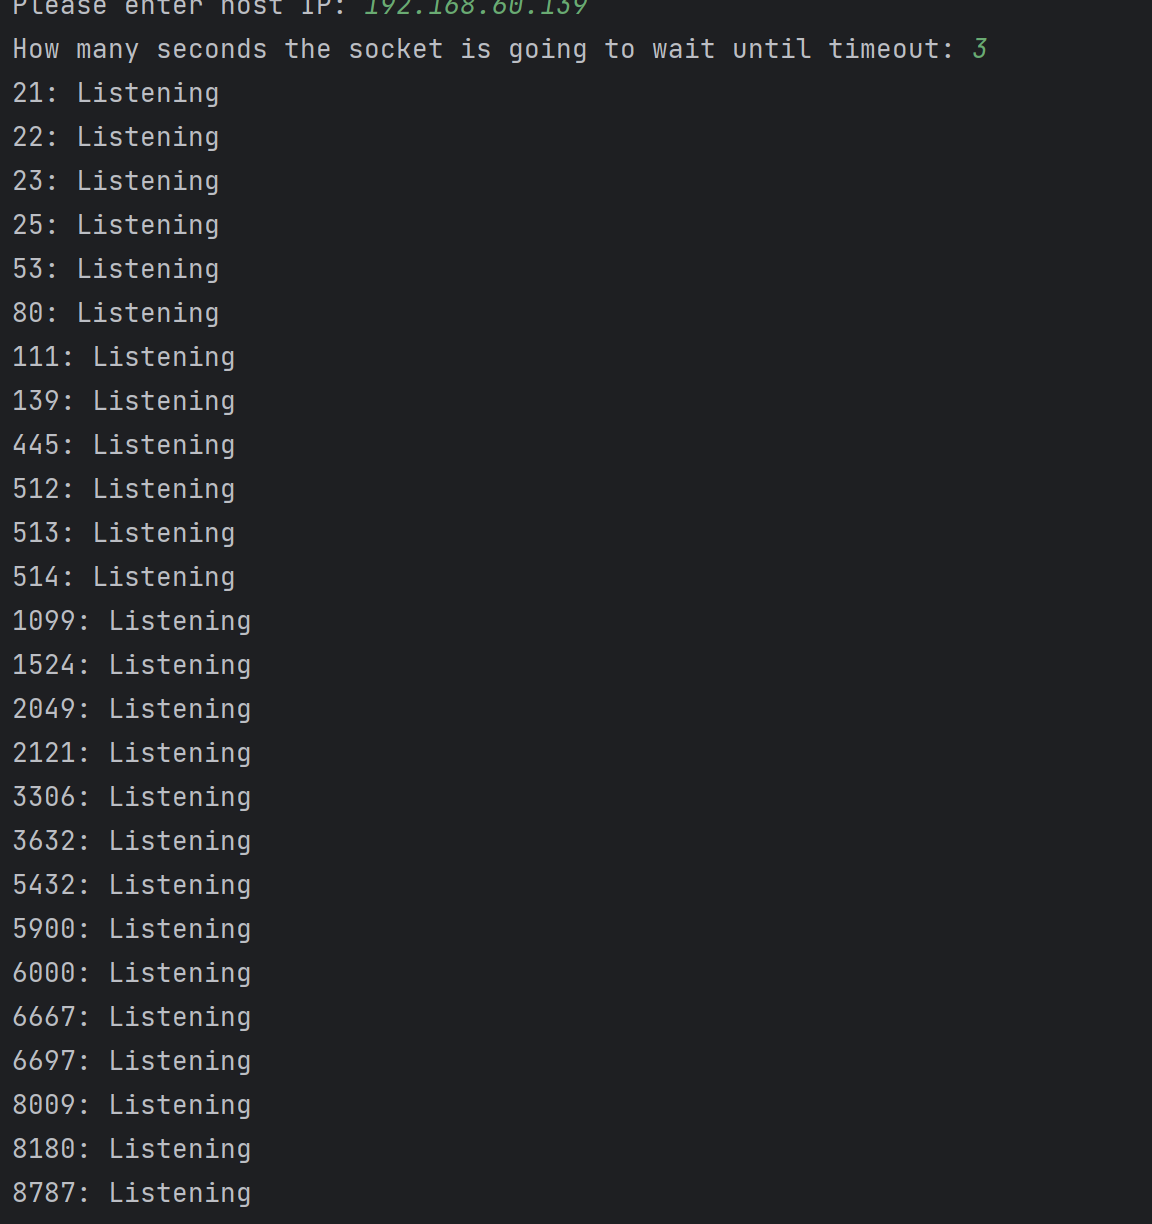 Please enter host IP: 192.168.60.139
How many seconds the socket is going to wait until timeout: 3
21: Listening
22: Listening
23: Listening
25: Listening
53: Listening
80: Listening
111: Listening
139: Listening
445: Listening
512: Listening
513: Listening
514: Listening
1099: Listening
1524: Listening
2049: Listening
2121: Listening
3306: Listening
3632: Listening
5432: Listening
5900: Listening
6000: Listening
6667: Listening
6697: Listening
8009: Listening
8180: Listening
8787: Listening